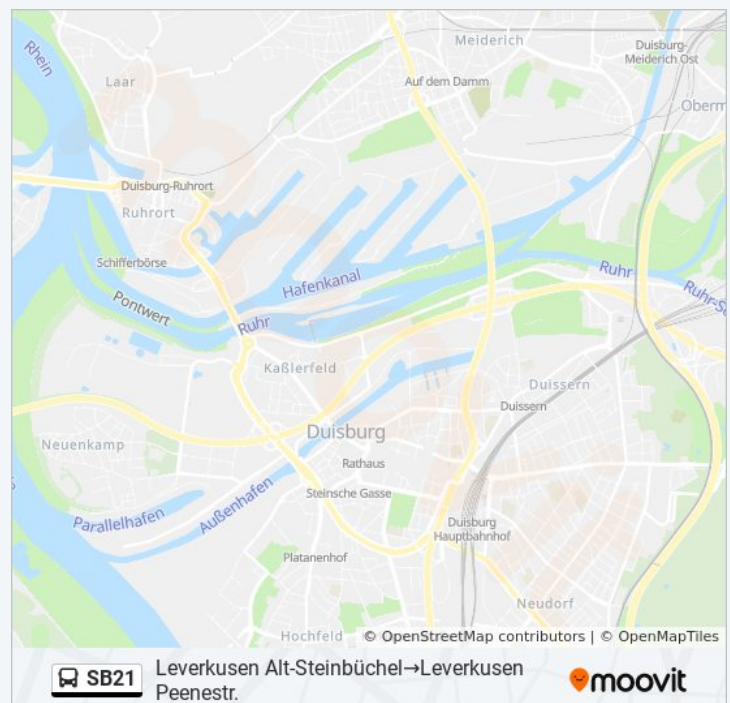 Rhein
Meiderich
Duisburg-
Meiderich Ost
Laar
Auf dem Damm
Oberm
Duisburg-Ruhrort
Ruhrort
Schifferbörse
Hafenkanal
Ruhr
Pontwert
Ruhr
Kaßlerfeld
Duissern
Duissern
Duisburg
Neuenkamp
Rathaus
Steinsche Gasse
Parallelhafen
Außenhafen
Duisburg
Hauptbahnhof
Platanenhof
Neudorf
Hochfeld
© OpenStreetMap contributors | © OpenMapTiles
SB21
Leverkusen Alt-Steinbüchel→Leverkusen
Peenestr.
moovit